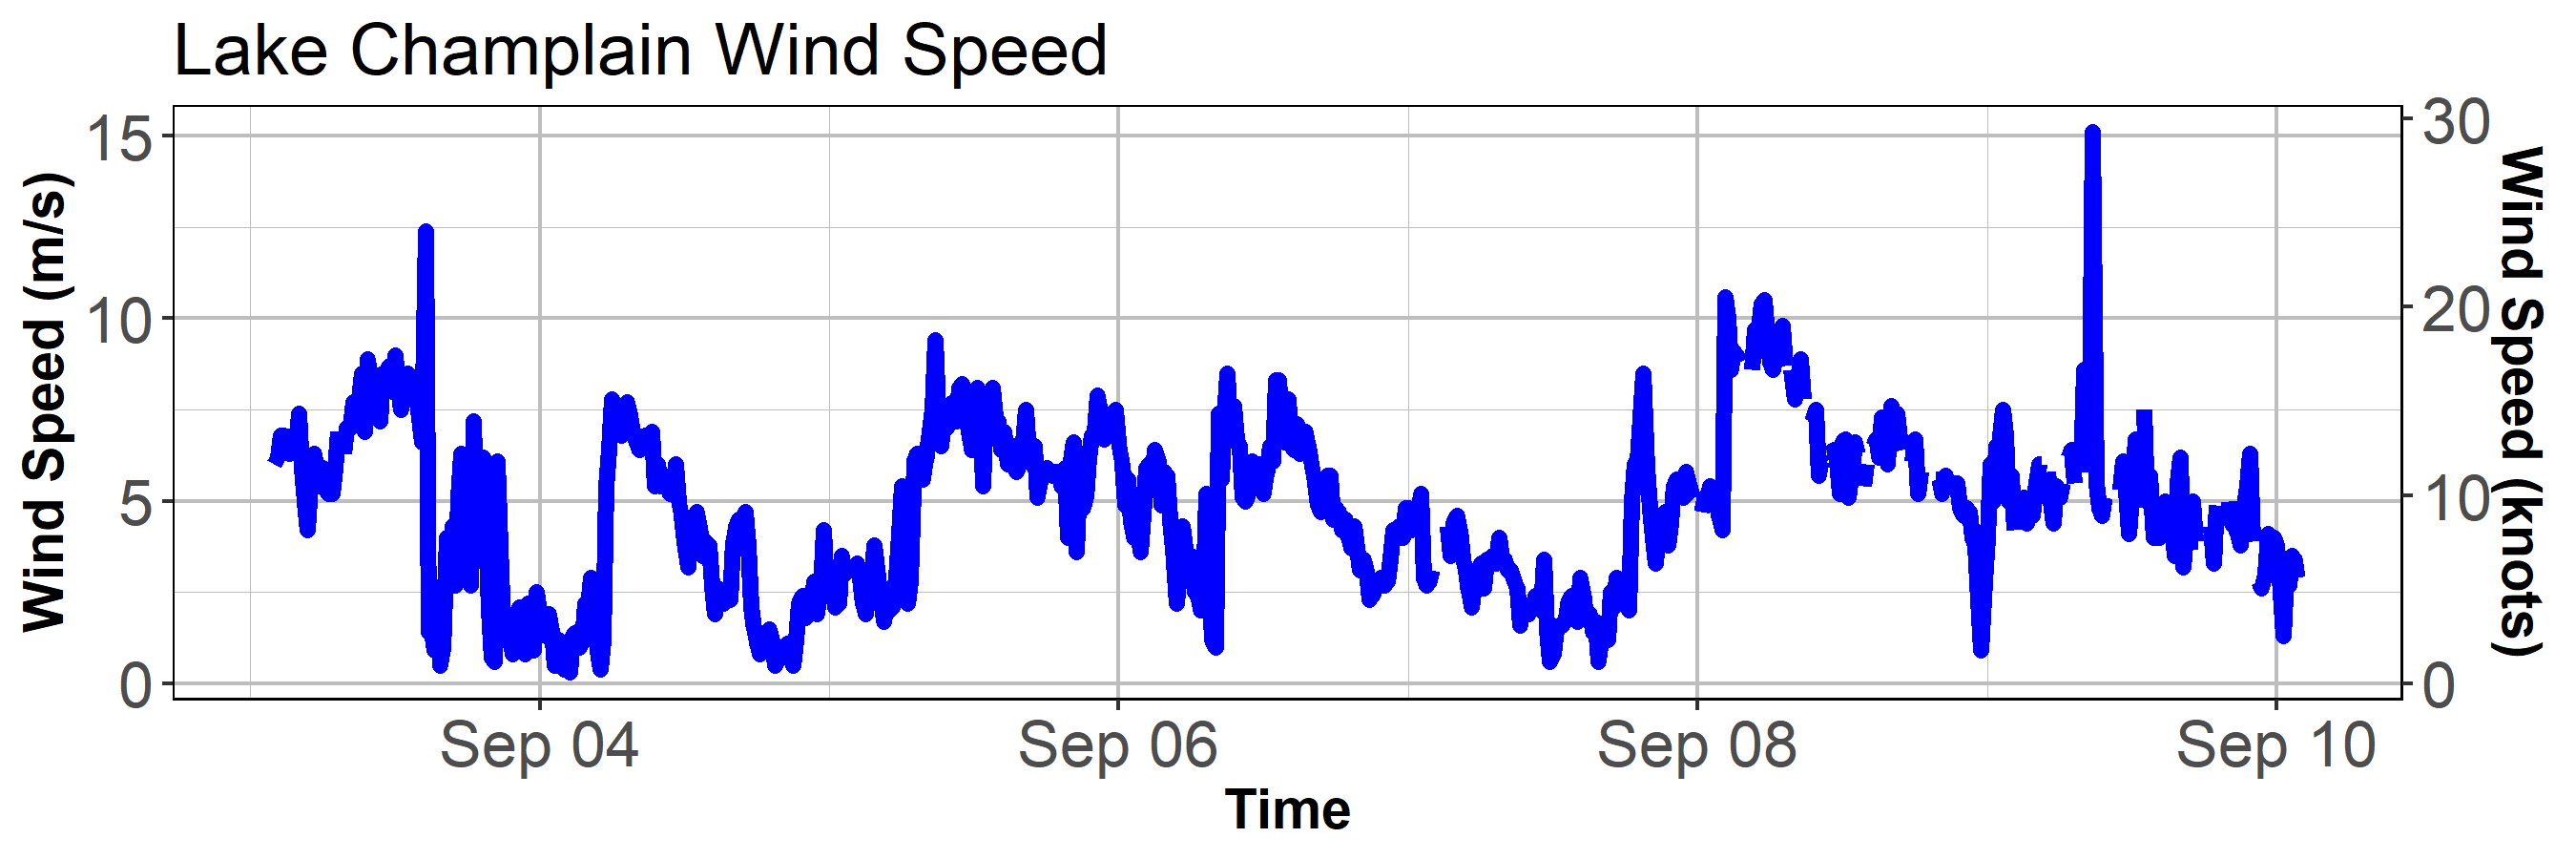 Lake Champlain Wind Speed
Wind Speed (m/s)
15
10
5
0
30
20
10
0
Wind Speed (knots)
Sep 04 Sep 06 Sep 08 Sep 10
Time